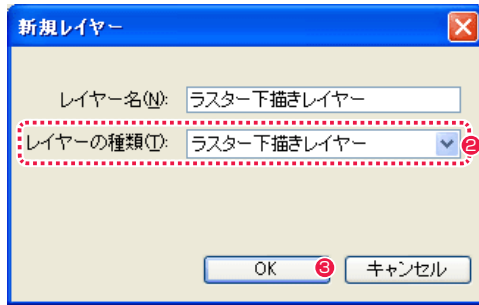 新規レイヤー
レイヤー名(N): ラスター下描きレイヤー
レイヤーの種類(T): ラスター下描きレイヤー
❷
OK ❸ キャンセル